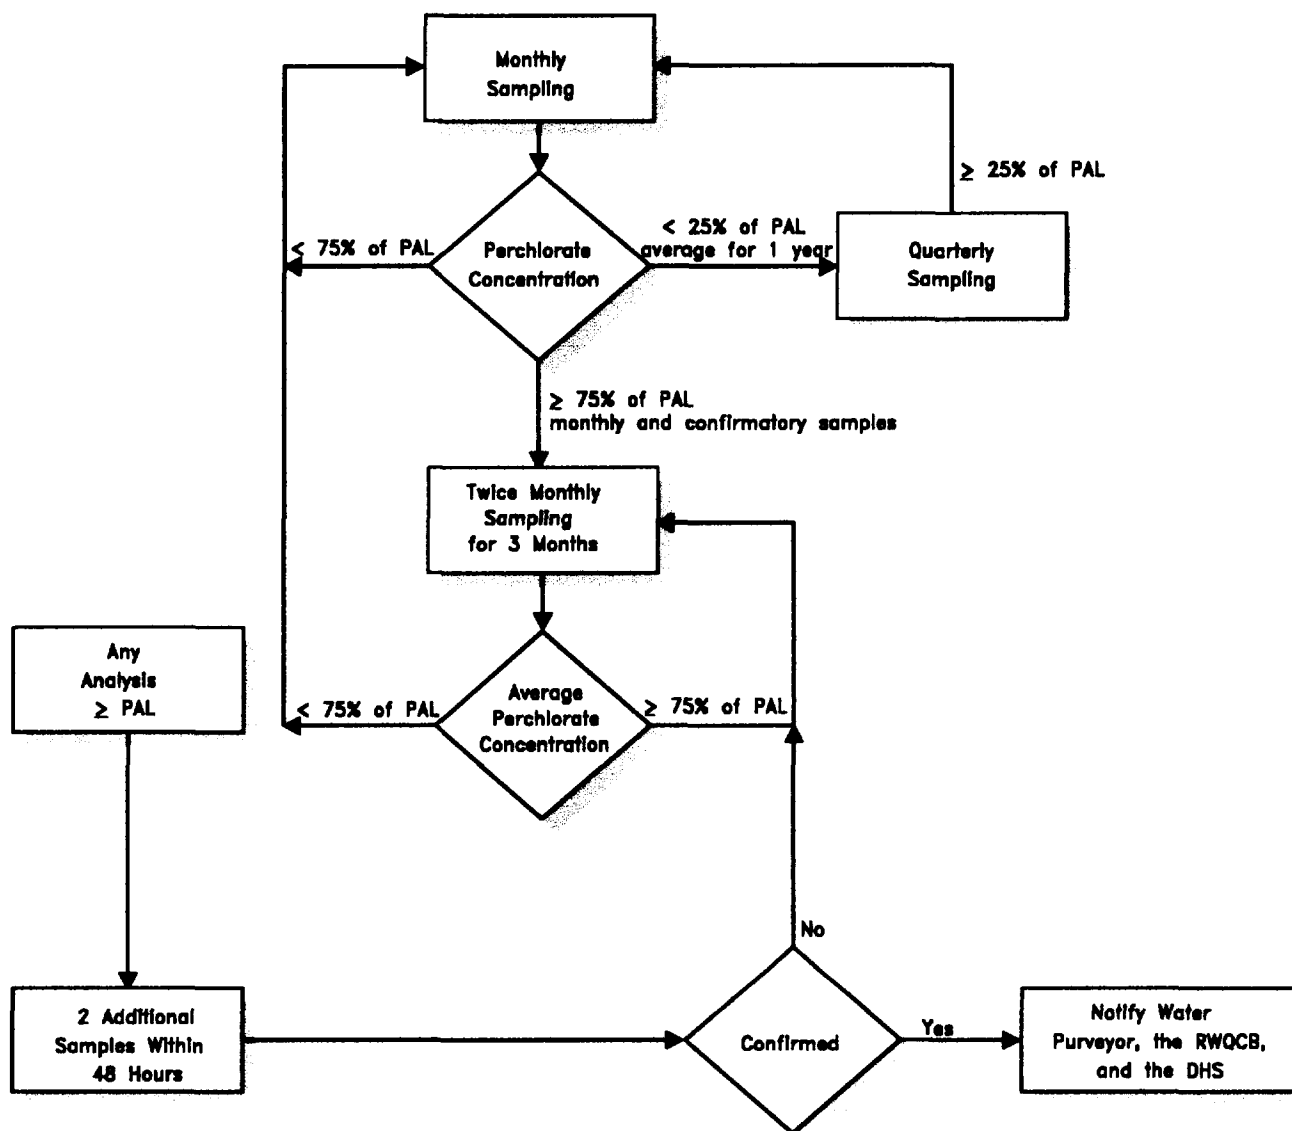 Monthly
Sampling
≥ 25% of PAL
< 75% of PAL
Perchlorate
Concentration
< 25% of PAL
average for 1 year
Quarterly
Sampling
≥ 75% of PAL
monthly and confirmatory samples
Twice Monthly
Sampling
for 3 Months
Any
Analysis
≥ PAL
< 75% of PAL
Average
Perchlorate
Concentration
≥ 75% of PAL
No
2 Additional
Samples Within
48 Hours
Confirmed
Yes
Notify Water
Purveyor, the RWQCB,
and the DHS